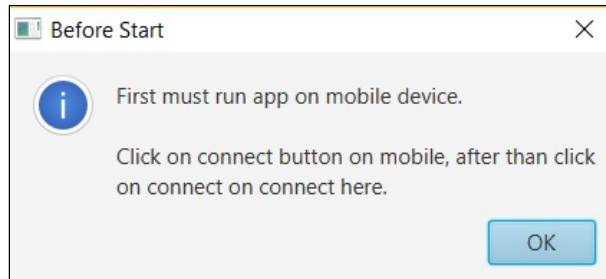 Before Start
First must run app on mobile device.
Click on connect button on mobile, after than click
on connect on connect here.
OK